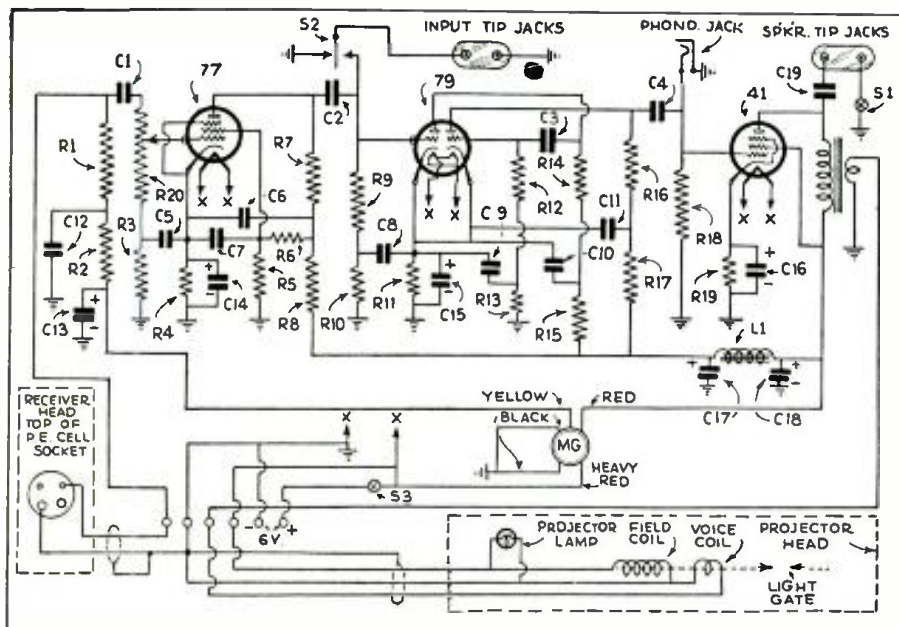 INPUT TIP JACKS
PHONO. JACK
SPKR. TIP JACKS
S2
C1
77
C2
79
C4
41
C19
S1
R1
R7
C3
R14
R16
R20
C6
R9
R12
C12
R3
C5
C7
R6
C8
C9
C11
R18
R2
X X
X X
X X
C10
C13
R4
C14
R5
R8
R10
R11
C15
R13
R15
R17
R19
C16
L1
C17
C18
RECEIVER
HEAD
TOP OF
P.E. CELL
SOCKET
X X
YELLOW
BLACK
RED
MG
HEAVY
RED
S3
- 6V +
PROJECTOR
LAMP
FIELD
COIL
VOICE
COIL
PROJECTOR
HEAD
LIGHT
GATE